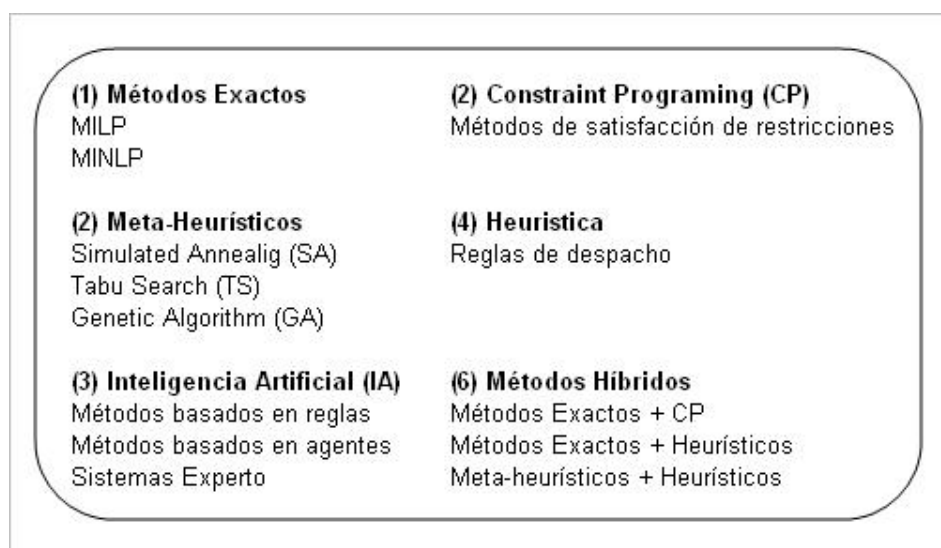 (1) Métodos Exactos
MILP
MINLP
(2) Constraint Programing (CP)
Métodos de satisfacción de restricciones
(2) Meta-Heurísticos
Simulated Annealig (SA)
Tabu Search (TS)
Genetic Algorithm (GA)
(4) Heuristica
Reglas de despacho
(3) Inteligencia Artificial (IA)
Métodos basados en reglas
Métodos basados en agentes
Sistemas Experto
(6) Métodos Híbridos
Métodos Exactos + CP
Métodos Exactos + Heurísticos
Meta-heurísticos + Heurísticos